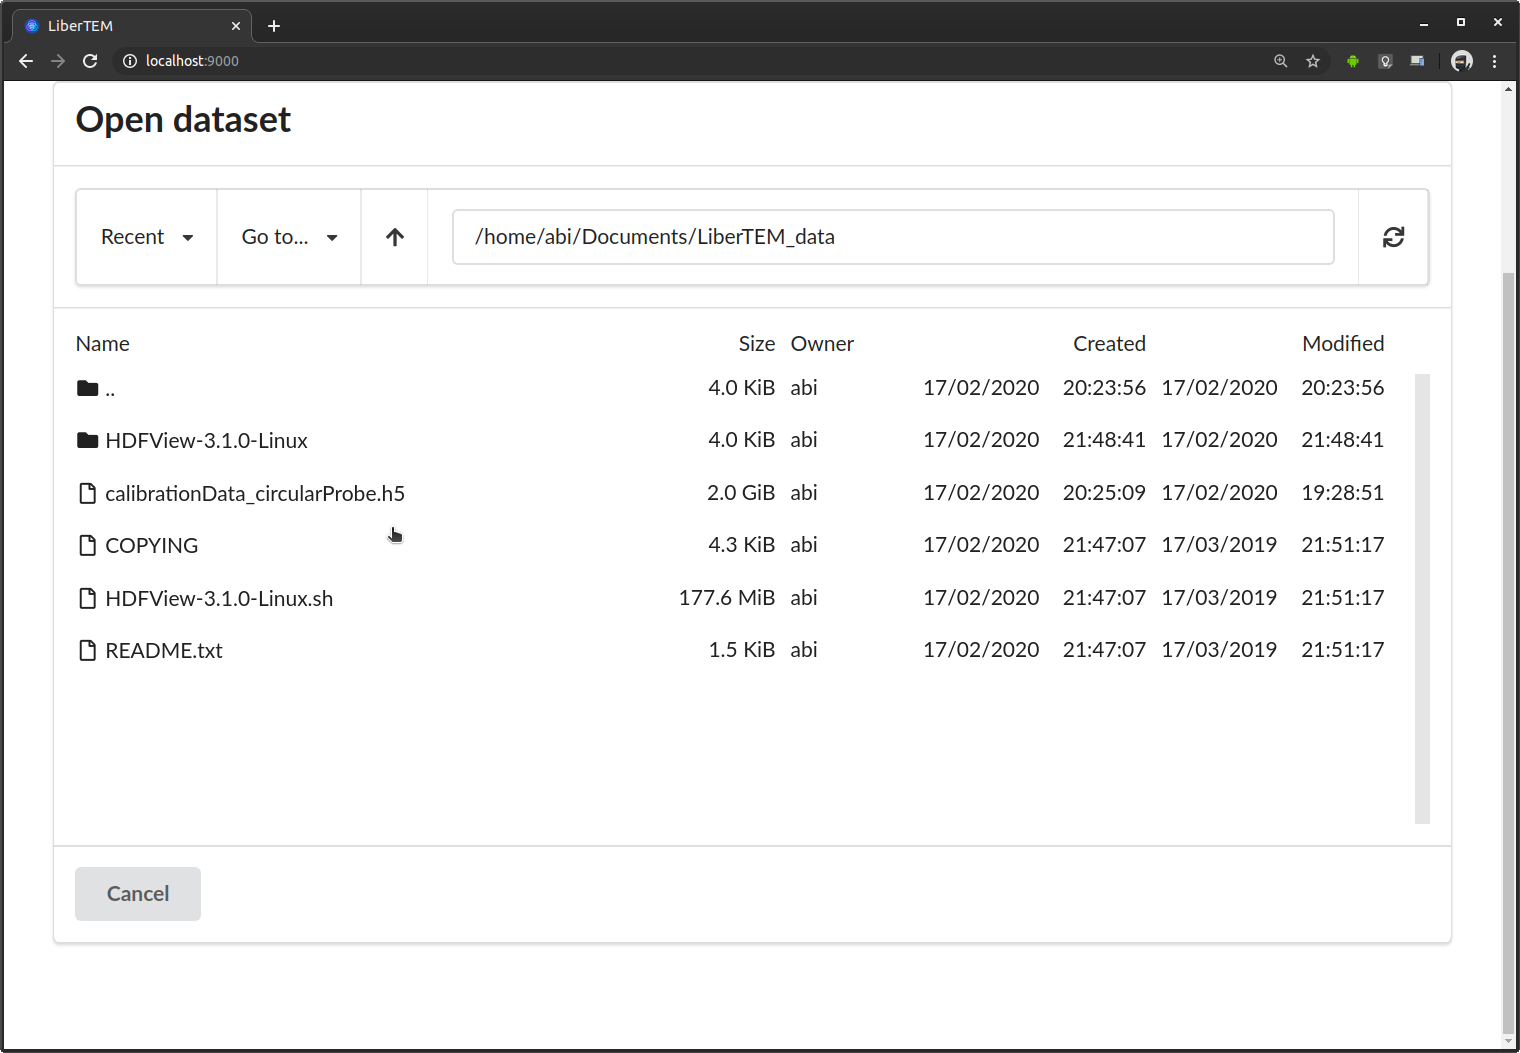 LiberTEM
localhost:9000
Open dataset
Recent Go to... /home/abi/Documents/LiberTEM_data
Name Size Owner Created Modified
.. 4.0 KiB abi 17/02/2020 20:23:56 17/02/2020 20:23:56
HDFView-3.1.0-Linux 4.0 KiB abi 17/02/2020 21:48:41 17/02/2020 21:48:41
calibrationData_circularProbe.h5 2.0 GiB abi 17/02/2020 20:25:09 17/02/2020 19:28:51
COPYING 4.3 KiB abi 17/02/2020 21:47:07 17/03/2019 21:51:17
HDFView-3.1.0-Linux.sh 177.6 MiB abi 17/02/2020 21:47:07 17/03/2019 21:51:17
README.txt 1.5 KiB abi 17/02/2020 21:47:07 17/03/2019 21:51:17
Cancel